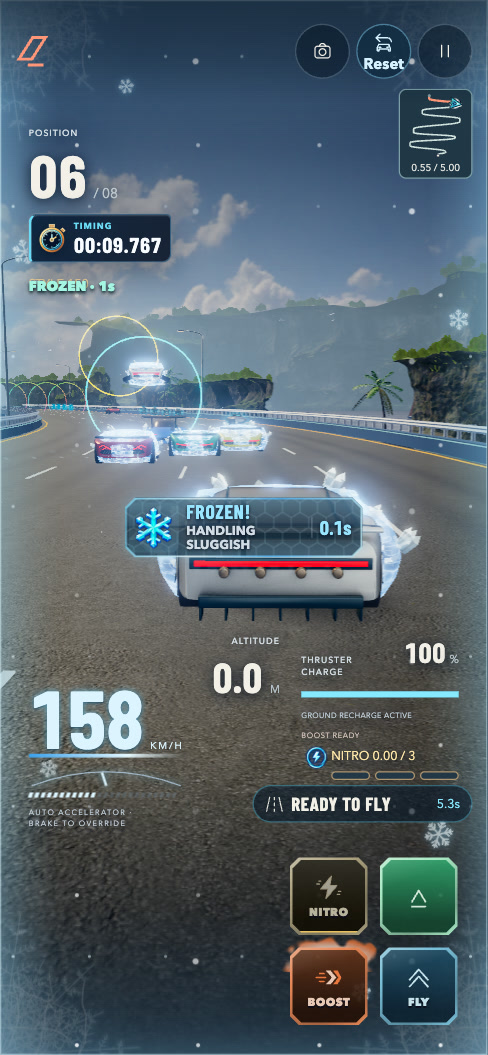 Reset
POSITION
06 / 08
0.55 / 5.00
TIMING
00:09.767
FROZEN · 1s
FROZEN!
HANDLING
SLUGGISH
0.1s
ALTITUDE
0.0 M
THRUSTER
CHARGE
100 %
GROUND RECHARGE ACTIVE
BOOST READY
NITRO 0.00 / 3
158 KM/H
AUTO ACCELERATOR ·
BRAKE TO OVERRIDE
READY TO FLY 5.3s
NITRO
BOOST
FLY